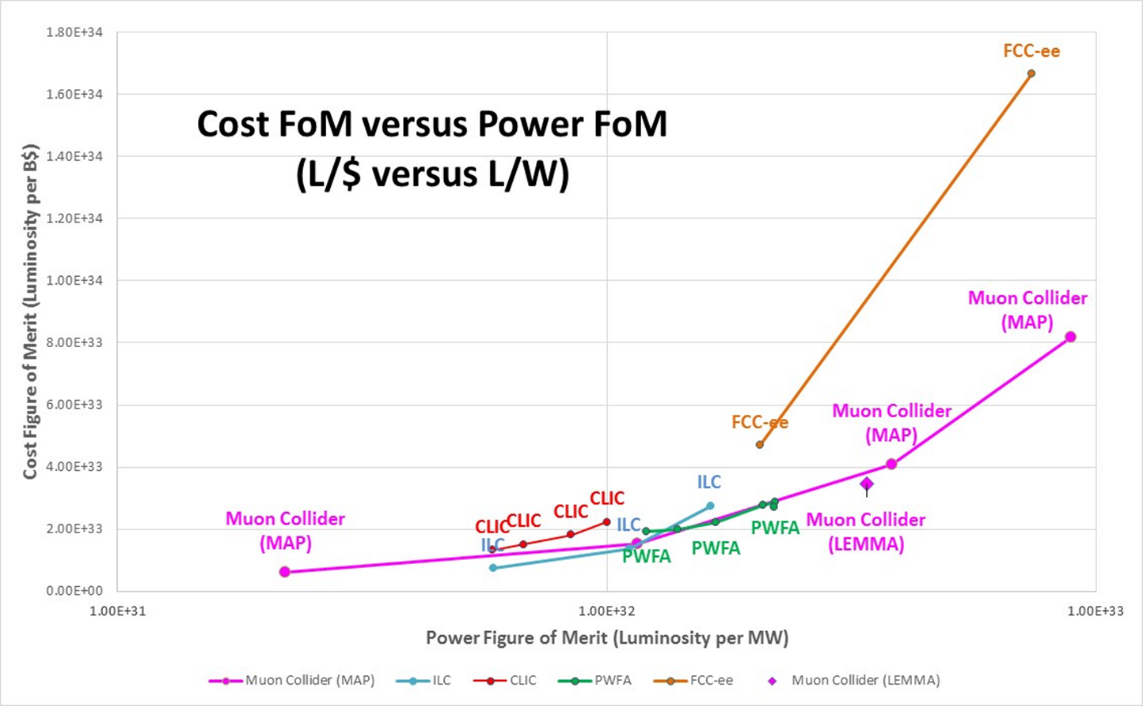 1.80E+34
1.60E+34
1.40E+34
1.20E+34
1.00E+34
8.00E+33
6.00E+33
4.00E+33
2.00E+33
0.00E+00
Cost Figure of Merit (Luminosity per B$)
Cost FoM versus Power FoM
(L/$ versus L/W)
FCC-ee
Muon Collider
(MAP)
Muon Collider
(MAP)
FCC-ee
ILC
CLIC
CLIC
CLIC
CLIC
ILC
ILC
Muon Collider
(MAP)
PWFA
PWFA
PWFA
Muon Collider
(LEMMA)
1.00E+31
1.00E+32
1.00E+33
Power Figure of Merit (Luminosity per MW)
Muon Collider (MAP) ILC CLIC PWFA FCC-ee Muon Collider (LEMMA)